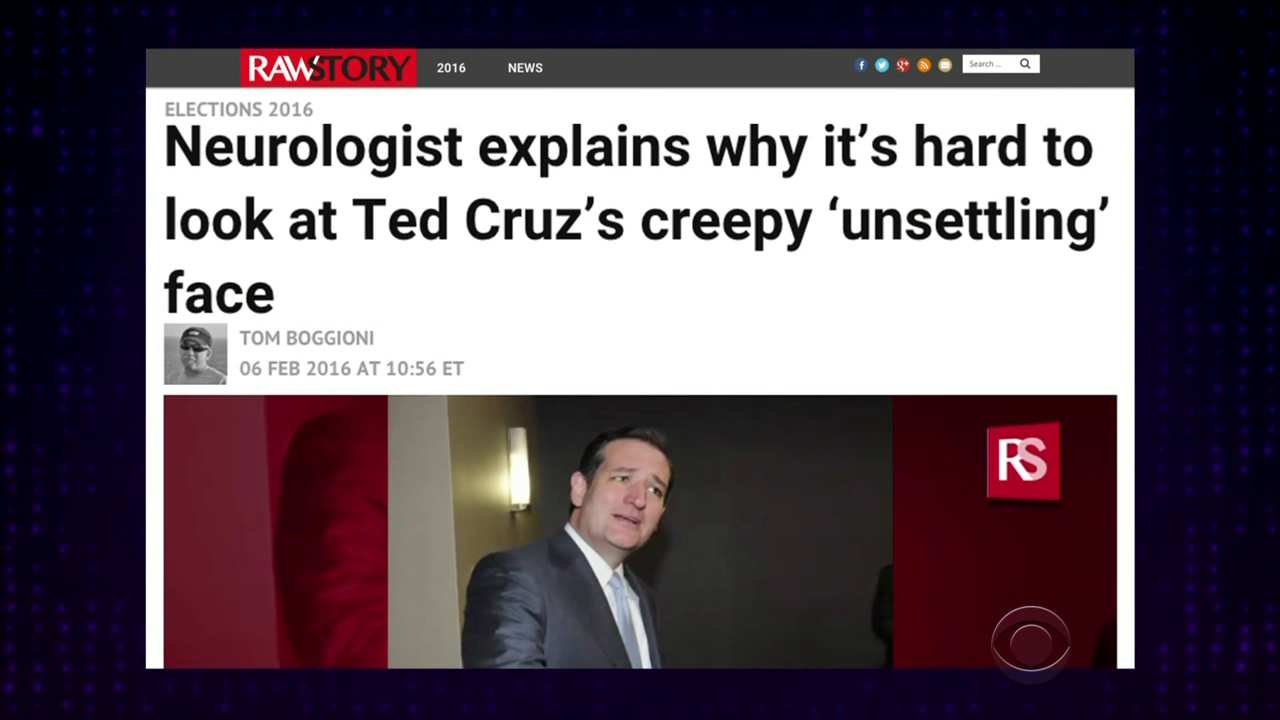 RAWSTORY 2016 NEWS Search ...
ELECTIONS 2016
Neurologist explains why it’s hard to
look at Ted Cruz’s creepy ‘unsettling’
face
TOM BOGGIONI
06 FEB 2016 AT 10:56 ET
RS